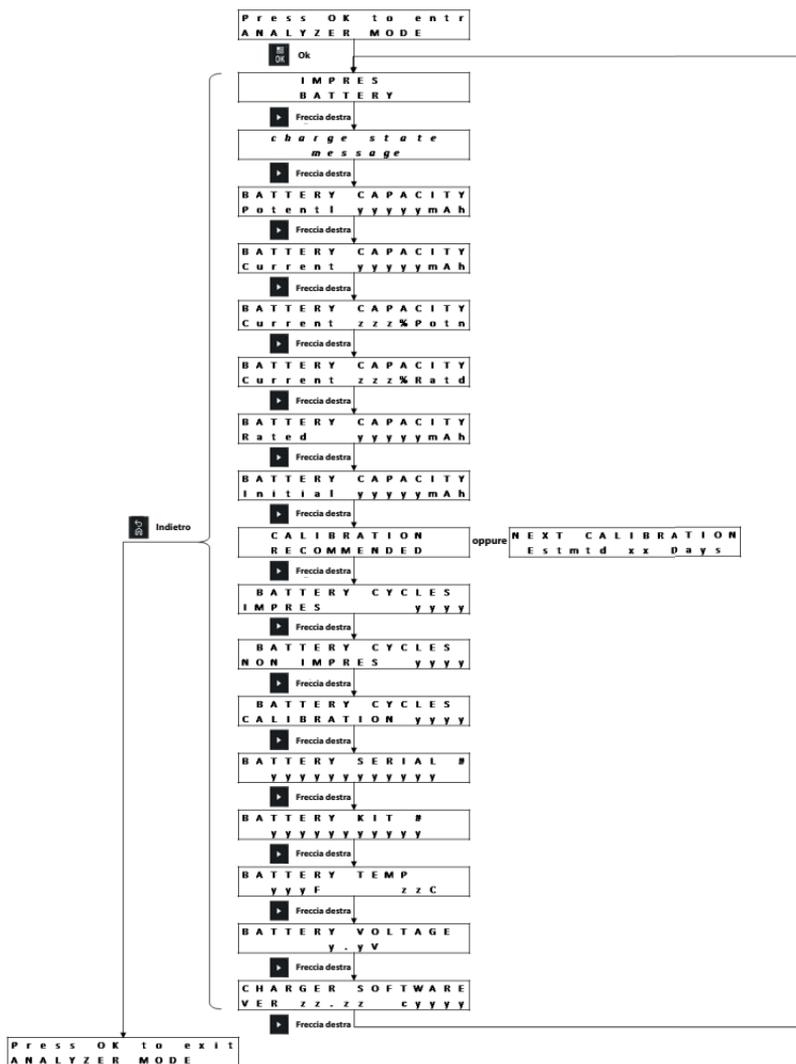 Press OK to entr
ANALYZER MODE
OK Ok
IMPRES
BATTERY
Freccia destra
charge state
message
Freccia destra
BATTERY CAPACITY
Potentl yyyyymAh
Freccia destra
BATTERY CAPACITY
Current yyyyymAh
Freccia destra
BATTERY CAPACITY
Current zzz%Potn
Freccia destra
BATTERY CAPACITY
Current zzz%Ratd
Freccia destra
BATTERY CAPACITY
Rated yyyyymAh
Freccia destra
BATTERY CAPACITY
Initial yyyyymAh
Freccia destra
Indietro
CALIBRATION
RECOMMENDED
oppure
NEXT CALIBRATION
Estmtd xx Days
Freccia destra
BATTERY CYCLES
IMPRES yyyy
Freccia destra
BATTERY CYCLES
NON IMPRES yyyy
Freccia destra
BATTERY CYCLES
CALIBRATION yyyy
Freccia destra
BATTERY SERIAL #
yyyyyyyyyyyy
Freccia destra
BATTERY KIT #
yyyyyyyyyyy
Freccia destra
BATTERY TEMP
yyyF zzC
Freccia destra
BATTERY VOLTAGE
y.yV
Freccia destra
CHARGER SOFTWARE
VER zz.zz cyyyy
Freccia destra
Press OK to exit
ANALYZER MODE